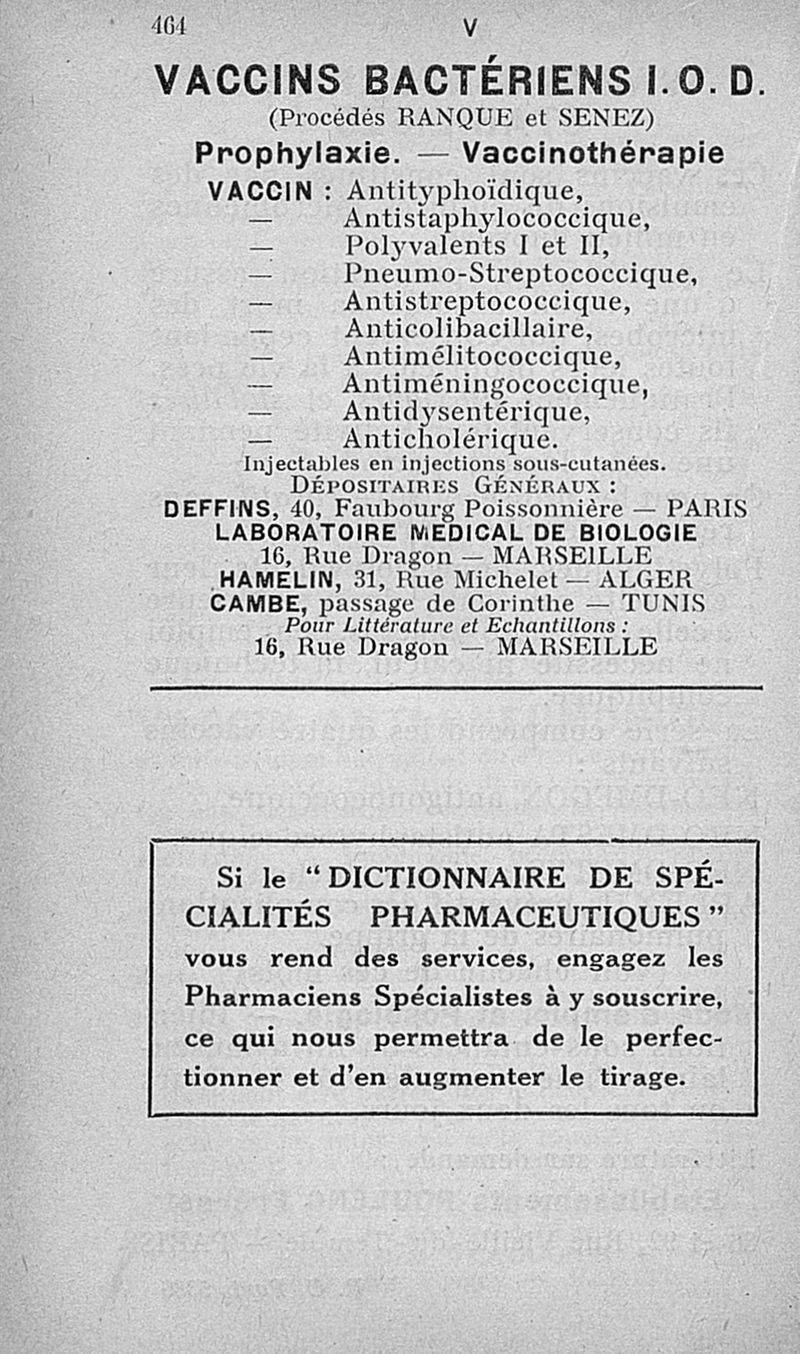 464
V
VACCINS BACTÉRIENS I. O. D.
(Procédés RANQUE et SENEZ)
Prophylaxie. — Vaccinothérapie
VACCIN : Antityphoïdique,
— Antistaphylococcique,
— Polyvalents I et II,
— Pneumo-Streptococcique,
— Antistreptococcique,
— Anticolibacillaire,
— Antimélitococcique,
— Antiméningococcique,
— Antidysentérique,
— Anticholérique.
Injectables en injections sous-cutanées.
DÉPOSITAIRES GÉNÉRAUX :
DEFFINS, 40, Faubourg Poissonnière — PARIS
LABORATOIRE MEDICAL DE BIOLOGIE
16, Rue Dragon — MARSEILLE
HAMELIN, 31, Rue Michelet — ALGER
CAMBE, passage de Corinthe — TUNIS
Pour Littérature et Echantillons :
16, Rue Dragon — MARSEILLE
Si le “ DICTIONNAIRE DE SPÉ-
CIALITÉS PHARMACEUTIQUES ”
vous rend des services, engagez les
Pharmaciens Spécialistes à y souscrire,
ce qui nous permettra de le perfec-
tionner et d’en augmenter le tirage.